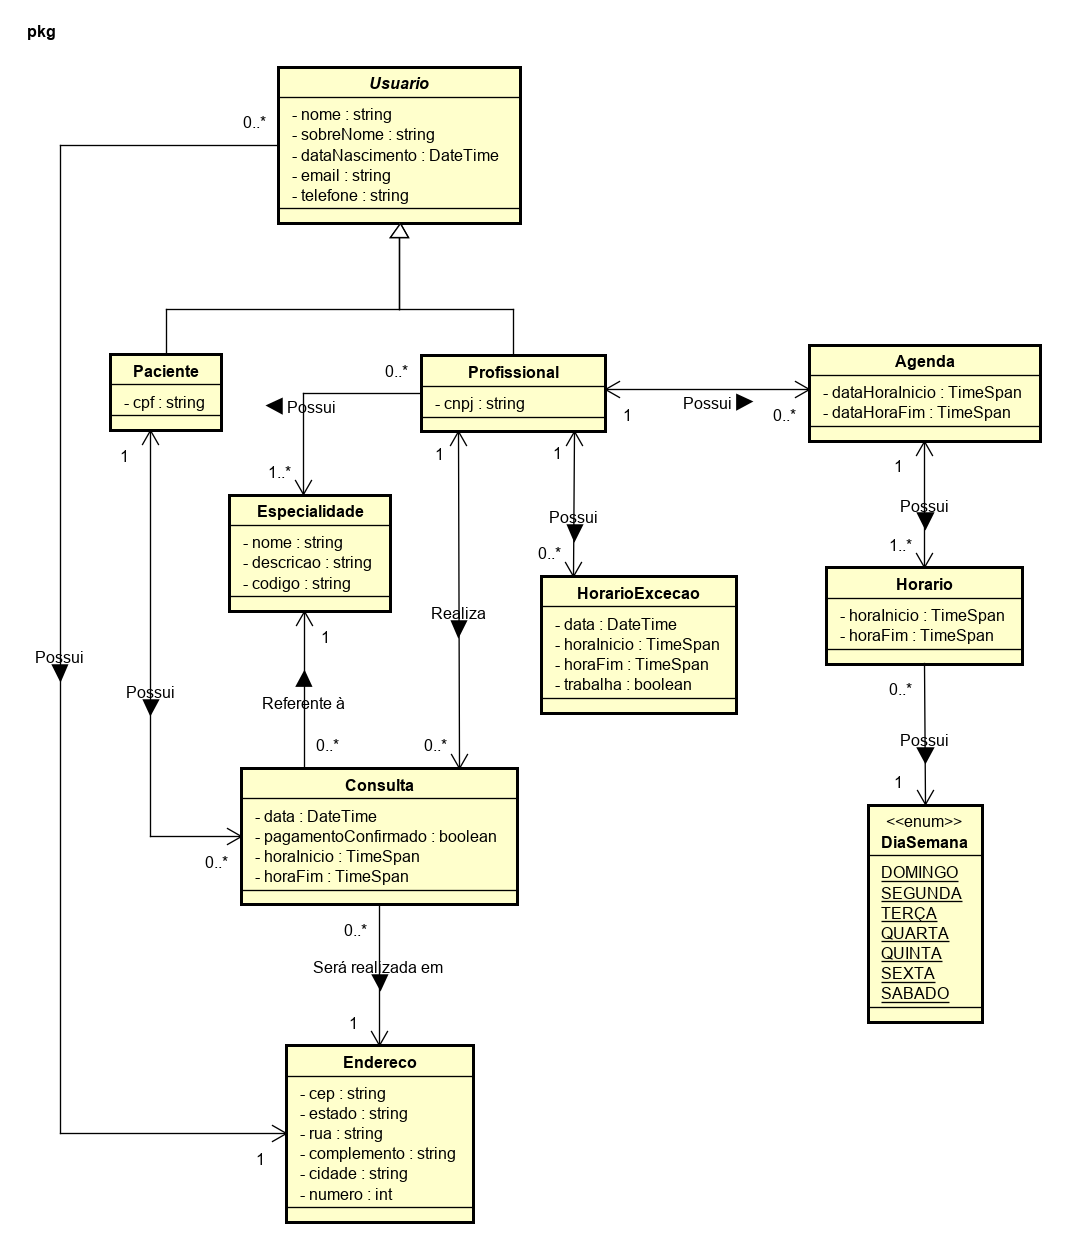 pkg
Usuario
- nome : string
- sobreNome : string
- dataNascimento : DateTime
- email : string
- telefone : string
0..*
Paciente
- cpf : string
0..*
Profissional
- cnpj : string
Possui
1
Possui
0..*
Agenda
- dataHoraInicio : TimeSpan
- dataHoraFim : TimeSpan
1
1..*
1
1
1
Especialidade
- nome : string
- descricao : string
- codigo : string
Possui
0..*
Possui
1..*
HorarioExcecao
- data : DateTime
- horaInicio : TimeSpan
- horaFim : TimeSpan
- trabalha : boolean
Horario
- horaInicio : TimeSpan
- horaFim : TimeSpan
Realiza
1
Possui
Possui
Referente à
0..*
0..*
0..*
Possui
1
Consulta
- data : DateTime
- pagamentoConfirmado : boolean
- horaInicio : TimeSpan
- horaFim : TimeSpan
0..*
<<enum>>
DiaSemana
DOMINGO
SEGUNDA
TERÇA
QUARTA
QUINTA
SEXTA
SABADO
0..*
Será realizada em
1
Endereco
- cep : string
- estado : string
- rua : string
- complemento : string
- cidade : string
- numero : int
1